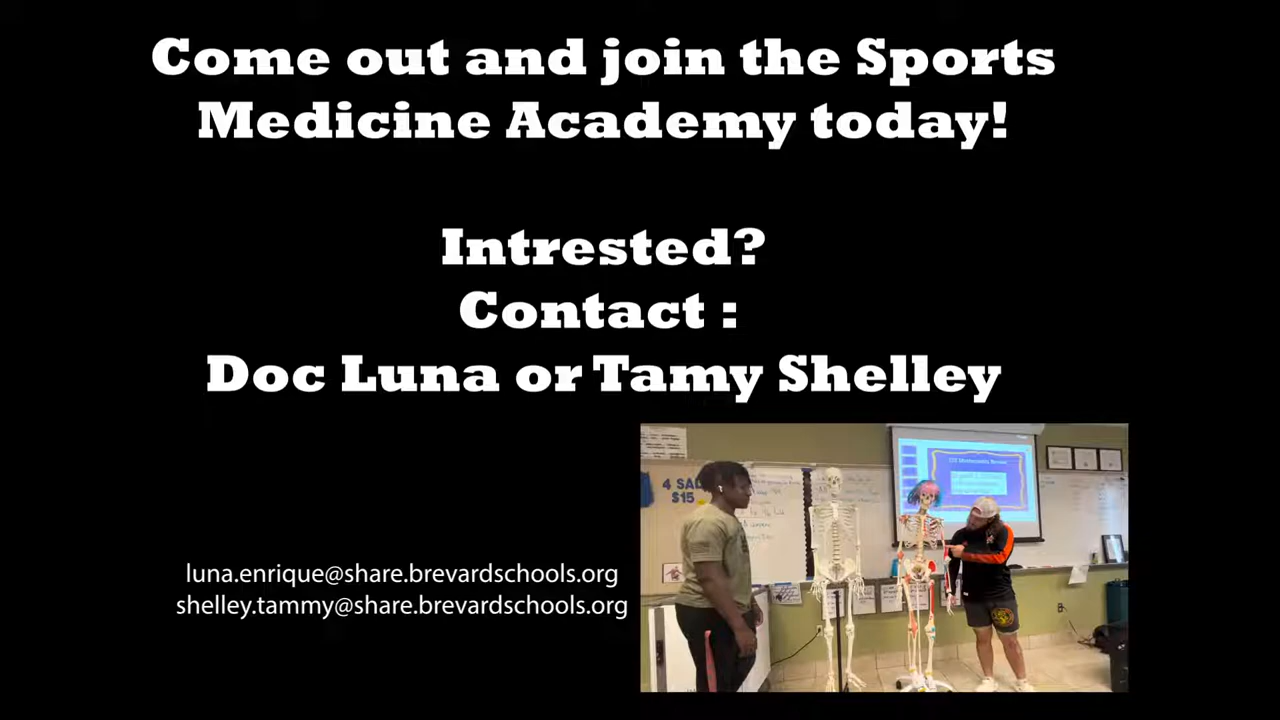 Come out and join the Sports
Medicine Academy today!
Intrested?
Contact :
Doc Luna or Tamy Shelley
luna.enrique@share.brevardschools.org
shelley.tammy@share.brevardschools.org
$15